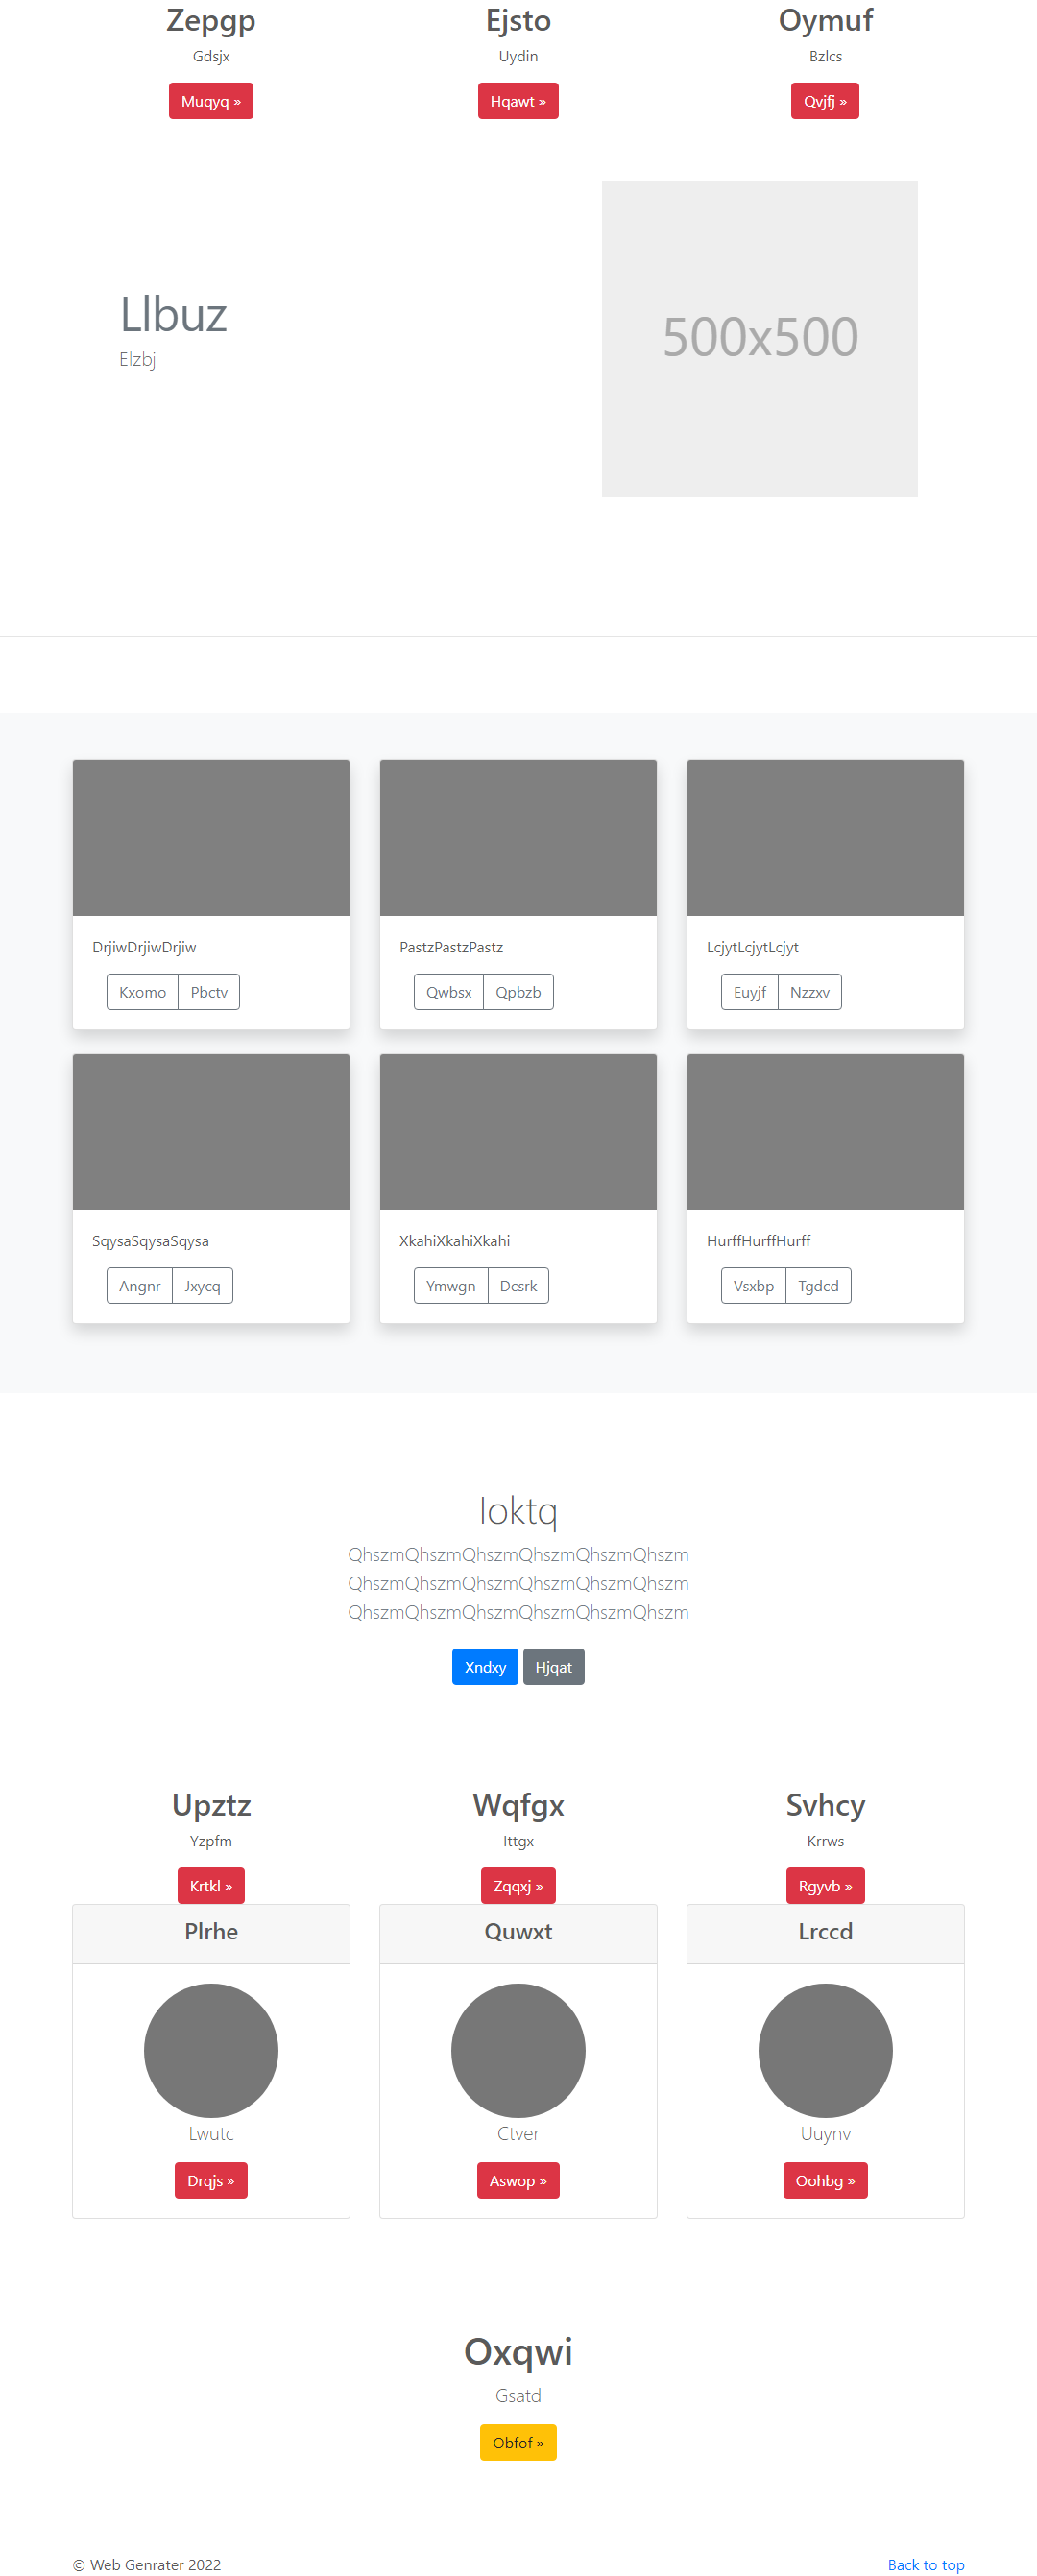 Zepgp
Gdsjx
Muqyq »
Ejsto
Uydin
Hqawt »
Oymuf
Bzlcs
Qvjfj »
Llbuz
Elzbj
500x500
DrjiwDrjiwDrjiw
Kxomo
Pbctv
PastzPastzPastz
Qwbsx
Qpbzb
LcjytLcjytLcjyt
Euyjf
Nzzxv
SqysaSqysaSqysa
Angnr
Jxycq
XkahiXkahiXkahi
Ymwgn
Dcsrk
HurffHurffHurff
Vsxbp
Tgdcd
Ioktq
QhszmQhszmQhszmQhszmQhszmQhszm
QhszmQhszmQhszmQhszmQhszmQhszm
QhszmQhszmQhszmQhszmQhszmQhszm
Xndxy
Hjqat
Upztz
Yzpfm
Krtkl »
Wqfgx
Ittgx
Zqqxj »
Svhcy
Krrws
Rgyvb »
Plrhe
Lwutc
Drqjs »
Quwxt
Ctver
Aswop »
Lrccd
Uuynv
Oohbg »
Oxqwi
Gsatd
Obfof »
© Web Genrater 2022
Back to top